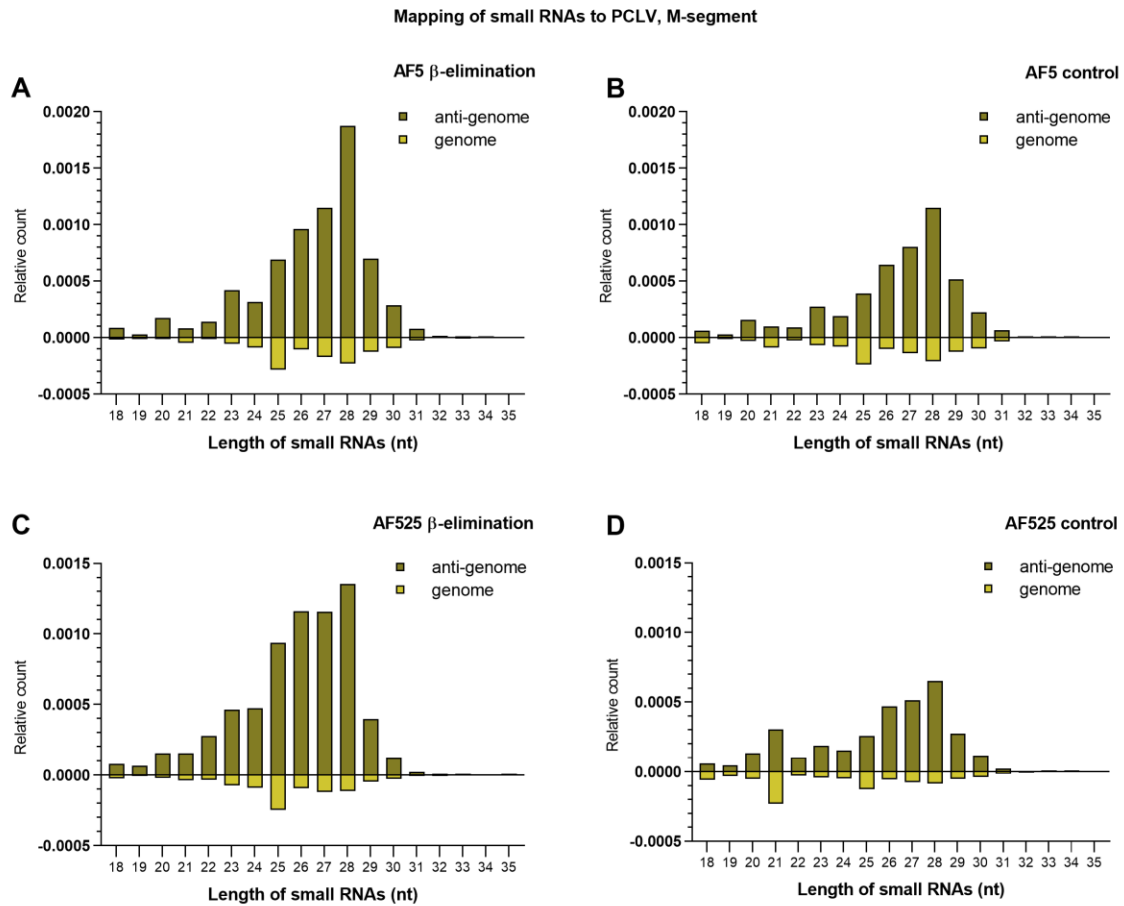 Mapping of small RNAs to PCLV, M-segment
A
AF5 β-elimination
anti-genome
genome
0.0020
0.0015
0.0010
0.0005
0.0000
-0.0005
Relative count
18 19 20 21 22 23 24 25 26 27 28 29 30 31 32 33 34 35
Length of small RNAs (nt)
B
AF5 control
anti-genome
genome
0.0020
0.0015
0.0010
0.0005
0.0000
-0.0005
Relative count
18 19 20 21 22 23 24 25 26 27 28 29 30 31 32 33 34 35
Length of small RNAs (nt)
C
AF525 β-elimination
anti-genome
genome
0.0015
0.0010
0.0005
0.0000
-0.0005
Relative count
18 19 20 21 22 23 24 25 26 27 28 29 30 31 32 33 34 35
Length of small RNAs (nt)
D
AF525 control
anti-genome
genome
0.0015
0.0010
0.0005
0.0000
-0.0005
Relative count
18 19 20 21 22 23 24 25 26 27 28 29 30 31 32 33 34 35
Length of small RNAs (nt)